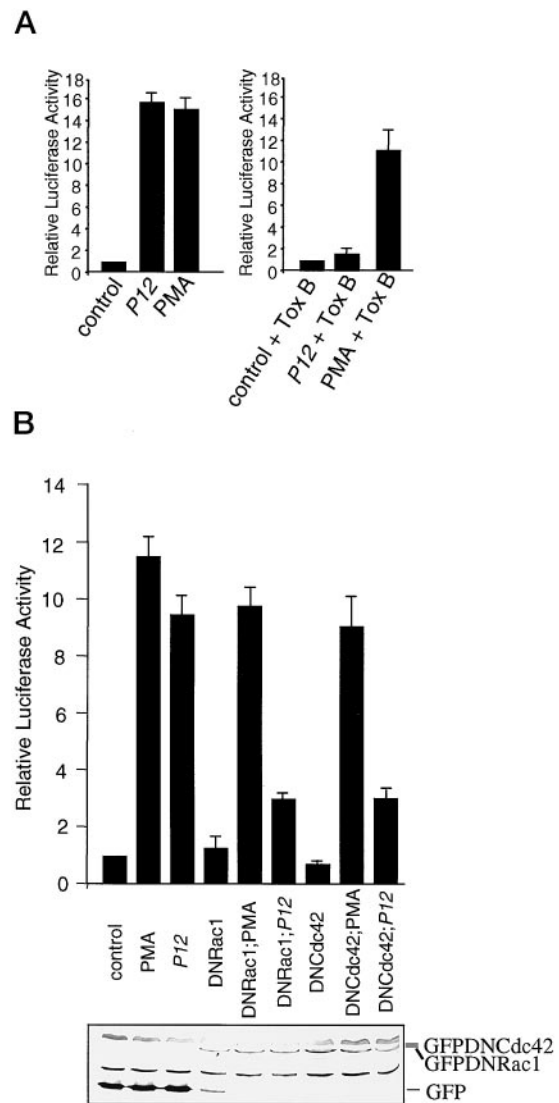 A
Relative Luciferase Activity
18
16
14
12
10
8
6
4
2
0
control
P12
PMA
Relative Luciferase Activity
18
16
14
12
10
8
6
4
2
0
control + Tox B
P12 + Tox B
PMA + Tox B
B
Relative Luciferase Activity
14
12
10
8
6
4
2
0
control
PMA
P12
DNRac1
DNRac1;PMA
DNRac1;P12
DNCdc42
DNCdc42;PMA
DNCdc42;P12
GFPDNCdc42
GFPDNRac1
GFP